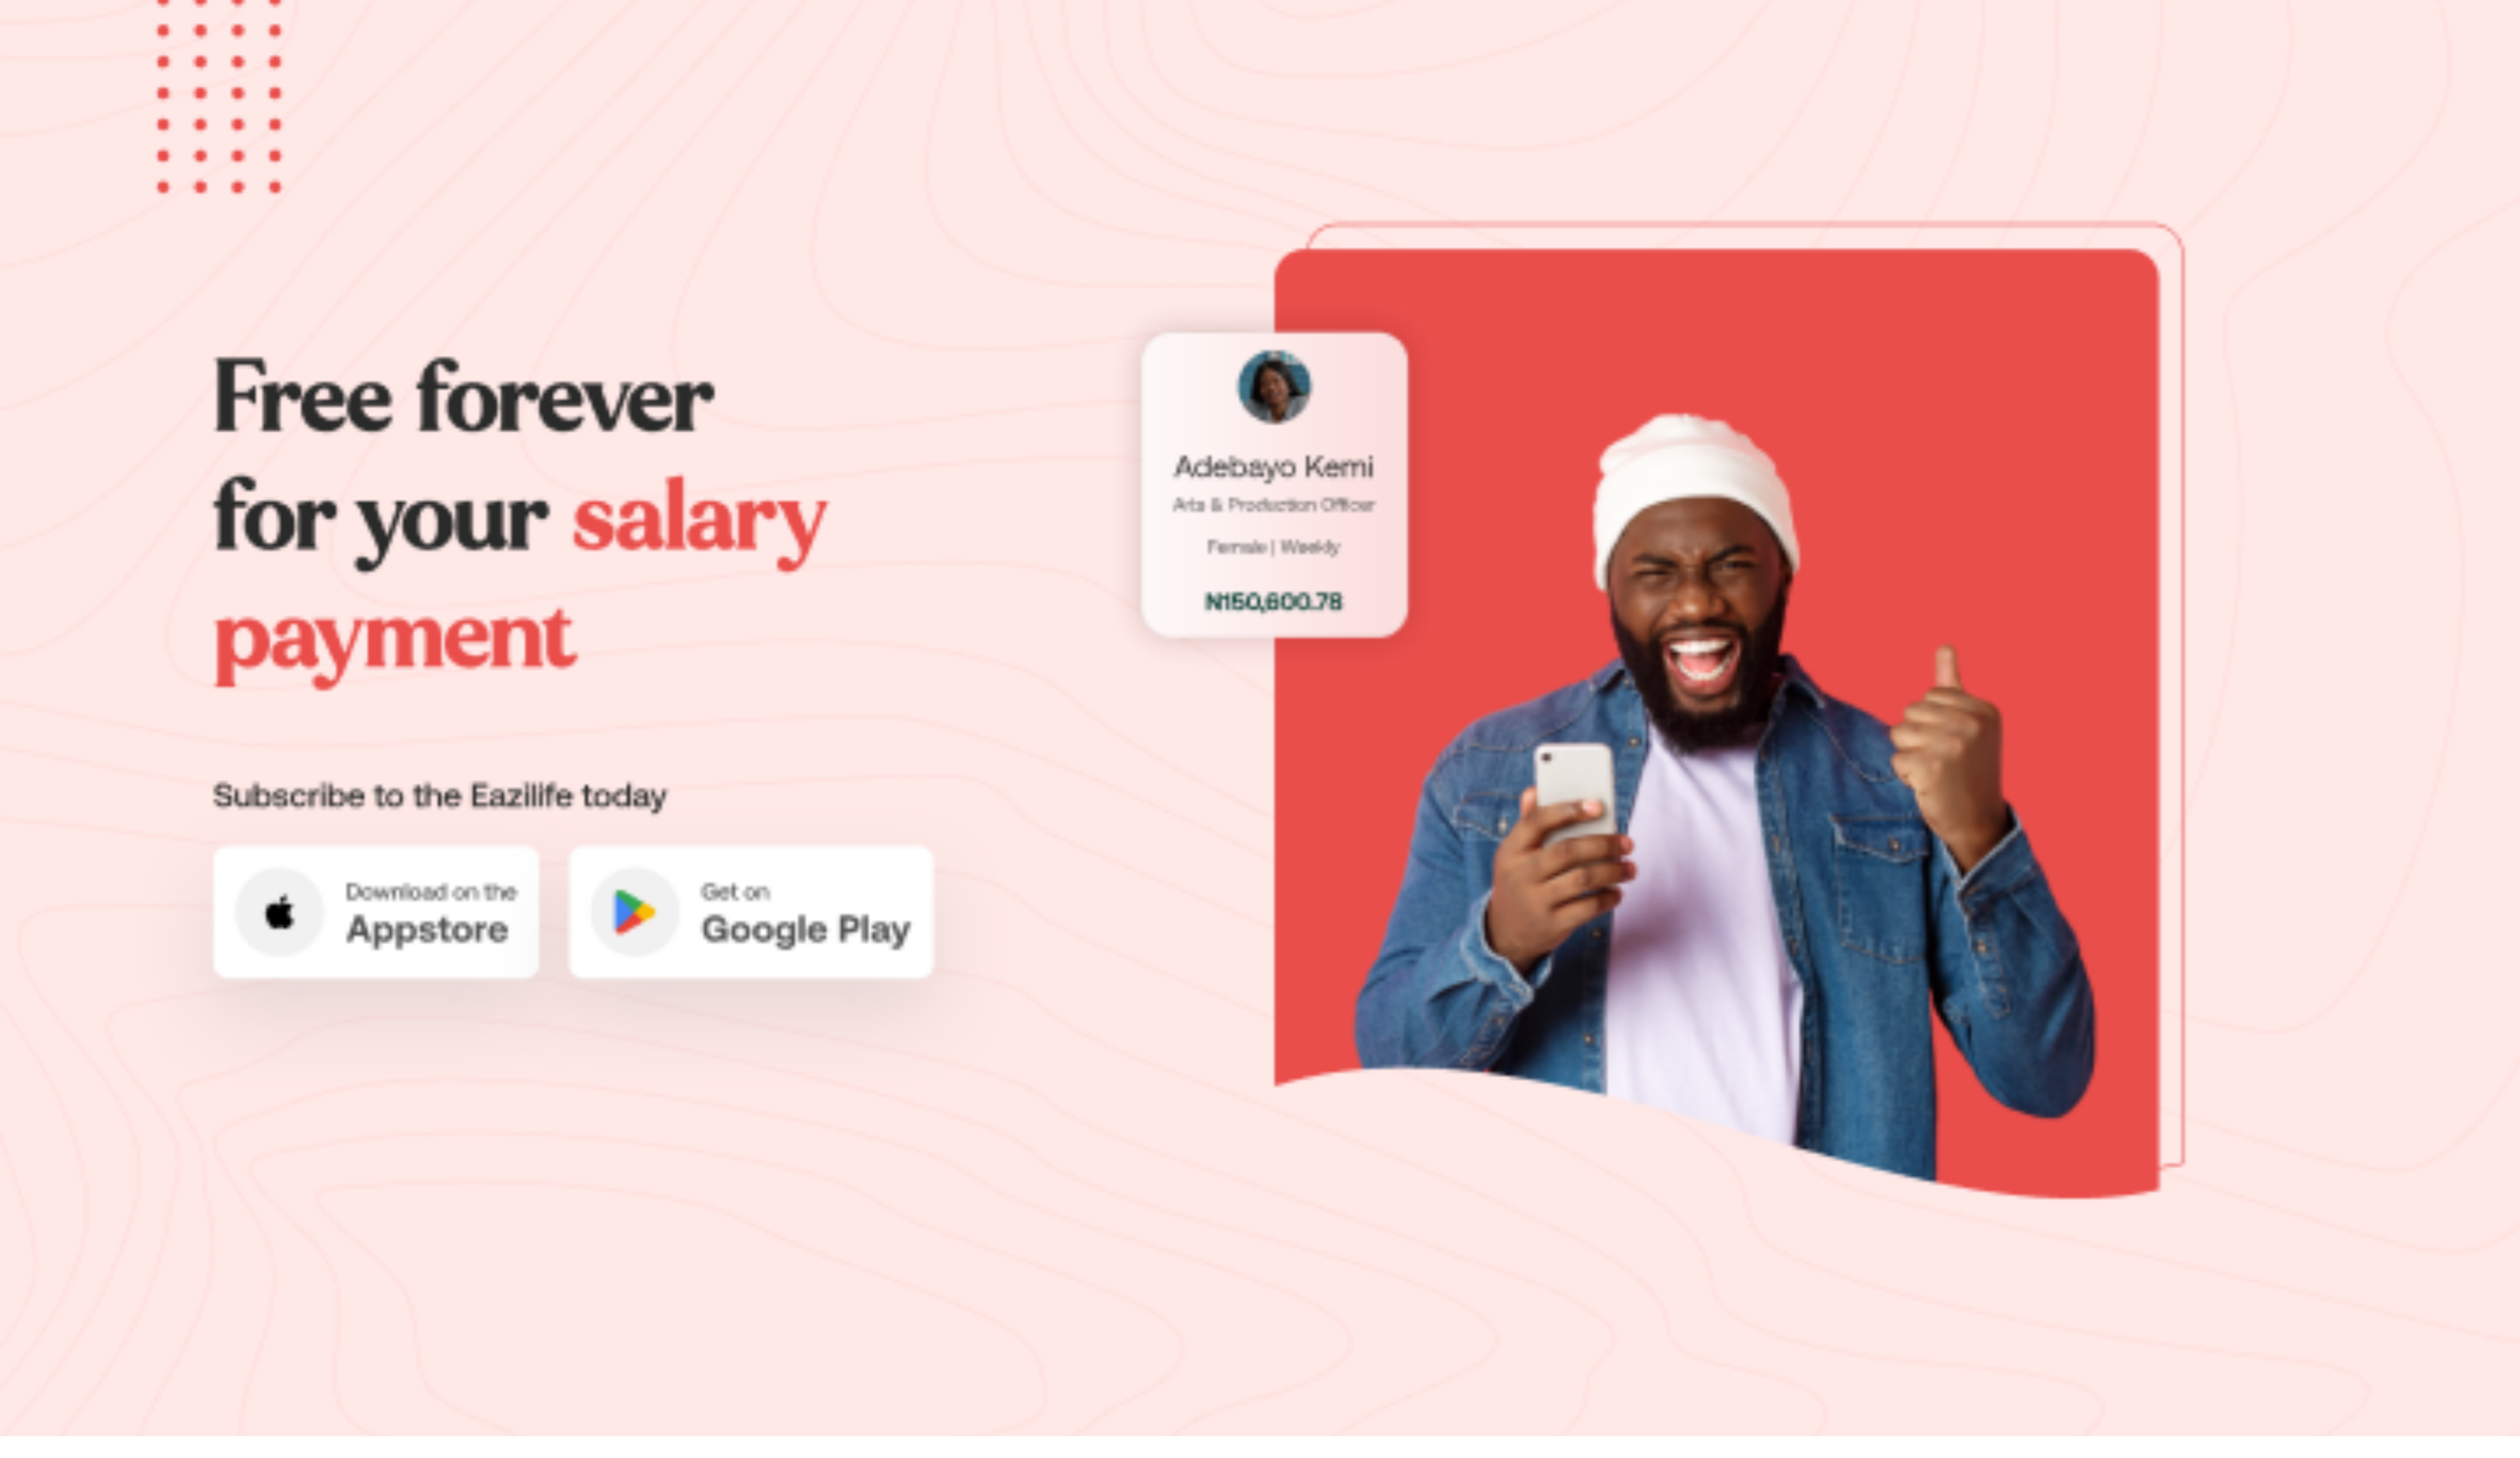 Free forever
for your salary
payment
Subscribe to the Eazilife today
Download on the
Appstore
Get on
Google Play
Adebayo Kemi
Arts & Production Officer
Female | Weekly
N150,600.78